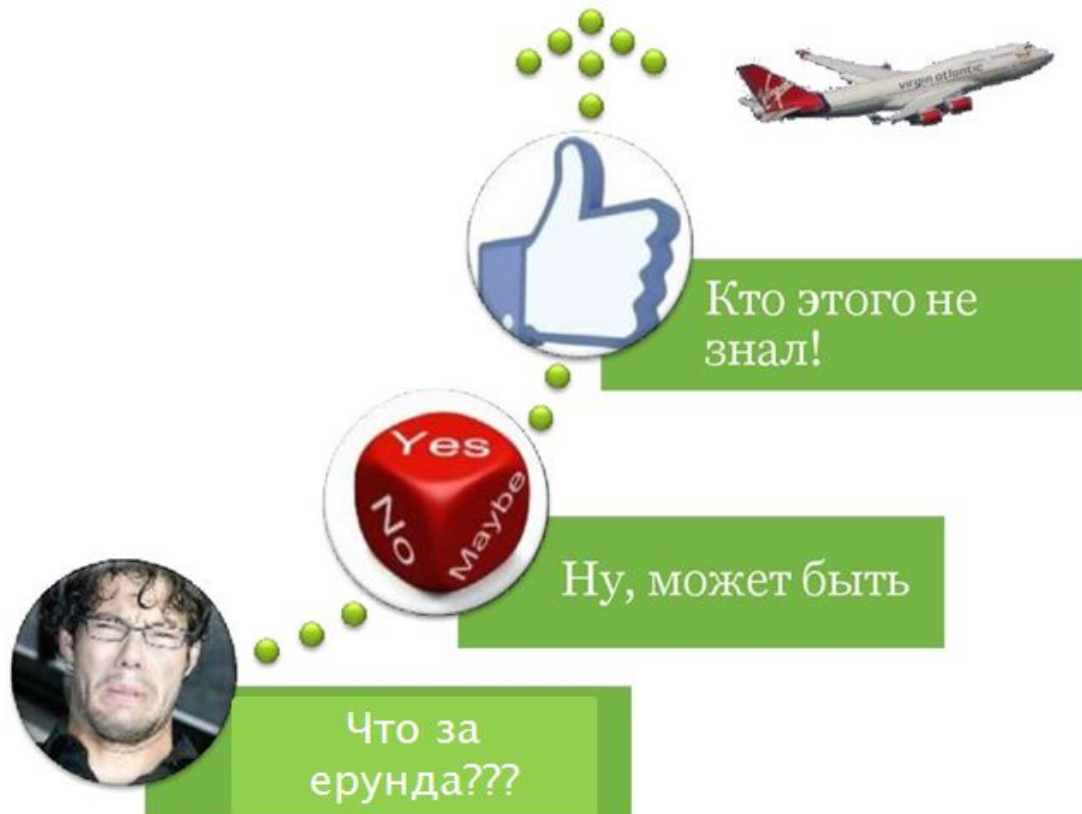 virgin atlantic
Кто этого не
знал!
Yes
No
Maybe
Ну, может быть
Что за
ерунда???